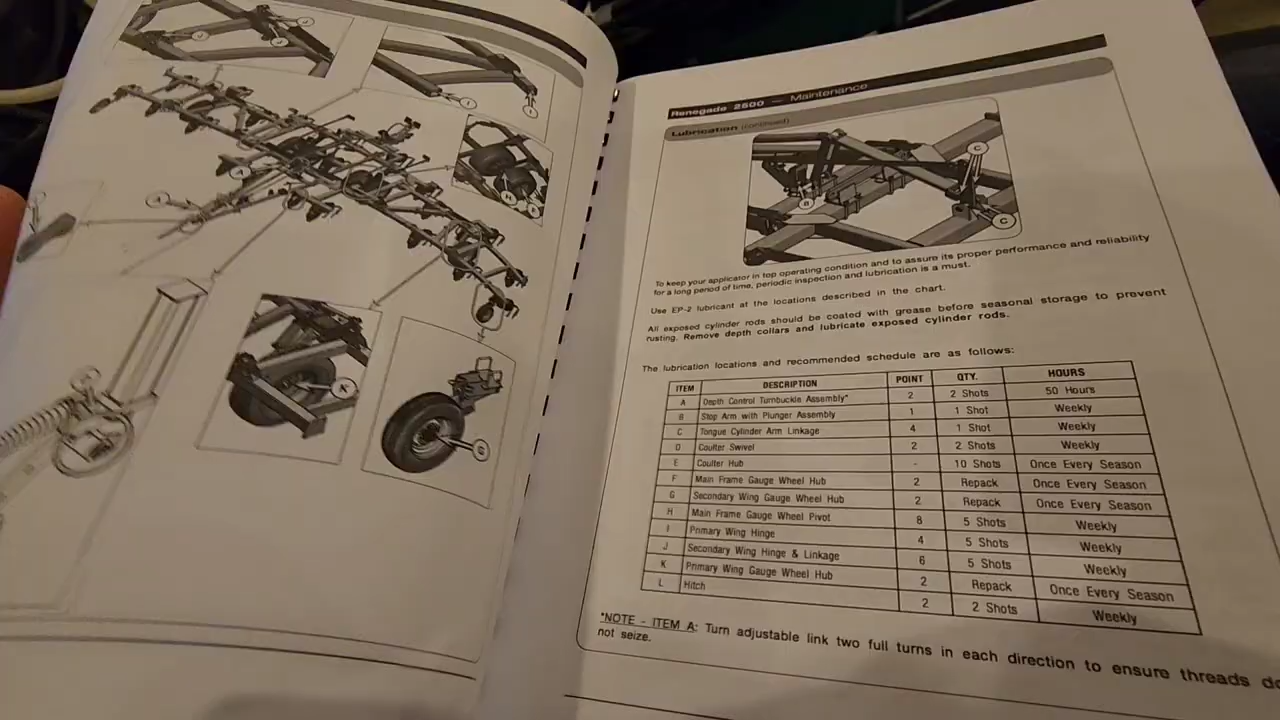 J
J
J
I
I
A
H
K
G
Renegade 2500 — Maintenance
Lubrication (continued)
C
B
C
To keep your applicator in top operating condition and to assure its proper performance and reliability
for a long period of time, periodic inspection and lubrication is a must.
Use EP-2 lubricant at the locations described in the chart.
All exposed cylinder rods should be coated with grease before seasonal storage to prevent
rusting. Remove depth collars and lubricate exposed cylinder rods.
The lubrication locations and recommended schedule are as follows:
ITEM DESCRIPTION POINT QTY. HOURS
A Depth Control Turnbuckle Assembly* 2 2 Shots 50 Hours
B Stop Arm with Plunger Assembly 1 1 Shot Weekly
C Tongue Cylinder Arm Linkage 4 1 Shot Weekly
D Coulter Swivel 2 2 Shots Weekly
E Coulter Hub - 10 Shots Once Every Season
F Main Frame Gauge Wheel Hub 2 Repack Once Every Season
G Secondary Wing Gauge Wheel Hub 2 Repack Once Every Season
H Main Frame Gauge Wheel Pivot 8 5 Shots Weekly
I Primary Wing Hinge 4 5 Shots Weekly
J Secondary Wing Hinge & Linkage 6 5 Shots Weekly
K Primary Wing Gauge Wheel Hub 2 Repack Once Every Season
L Hitch 2 2 Shots Weekly
*NOTE - ITEM A: Turn adjustable link two full turns in each direction to ensure threads do
not seize.